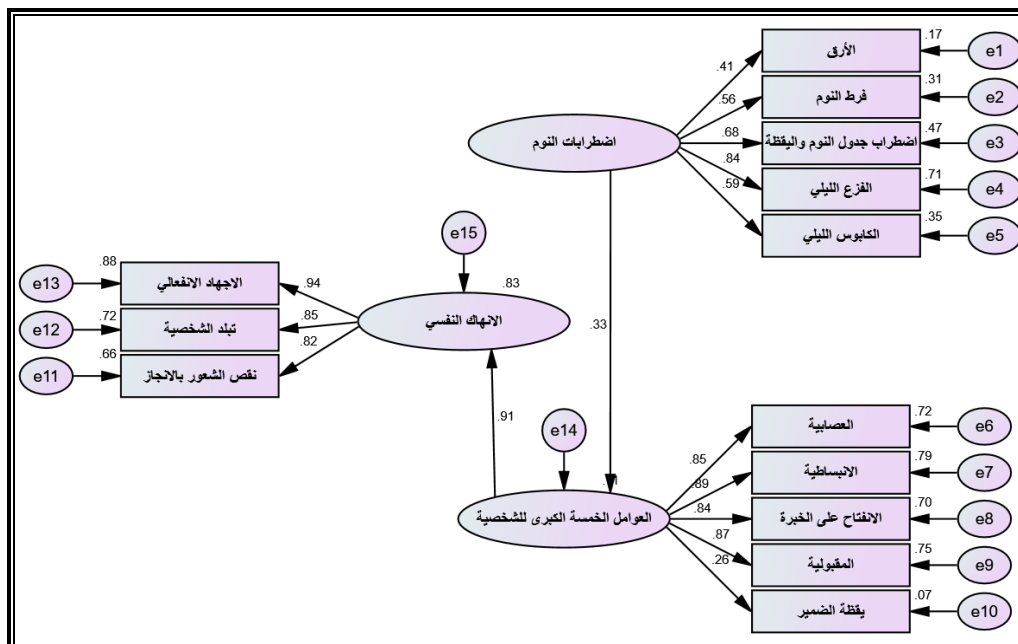 الأرق
.17
e1
.41
فرط النوم
.31
e2
.56
اضطرابات النوم
اضطراب جدول النوم واليقظة
.47
e3
.68
الفزع الليلي
.71
e4
.84
الكابوس الليلي
.35
e5
.59
e15
.83
الانهاك النفسي
.88
e13
الاجهاد الانفعالي
.94
.72
e12
تبلد الشخصية
.85
.66
e11
نقص الشعور بالانجاز
.82
.33
.91
e14
العوامل الخمسة الكبرى للشخصية
العصابية
.72
e6
.85
الانبساطية
.79
e7
.89
الانفتاح على الخبرة
.70
e8
.84
المقبولية
.75
e9
.87
يقظة الضمير
.07
e10
.26